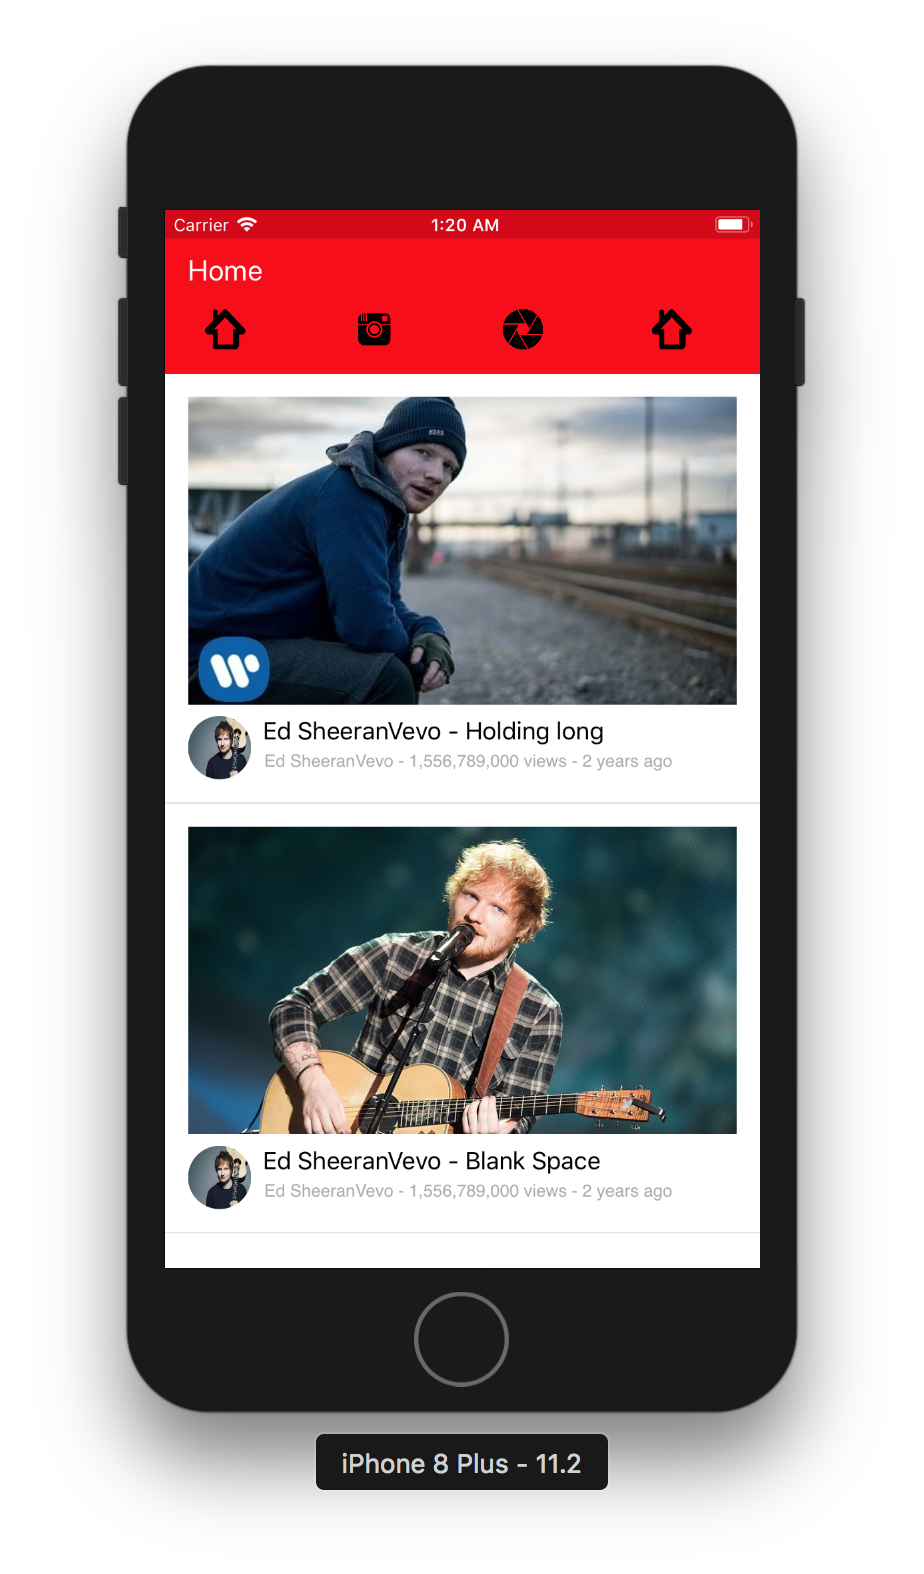 Carrier 1:20 AM
Home
Ed SheeranVevo - Holding long
Ed SheeranVevo - 1,556,789,000 views - 2 years ago
Ed SheeranVevo - Blank Space
Ed SheeranVevo - 1,556,789,000 views - 2 years ago
iPhone 8 Plus - 11.2